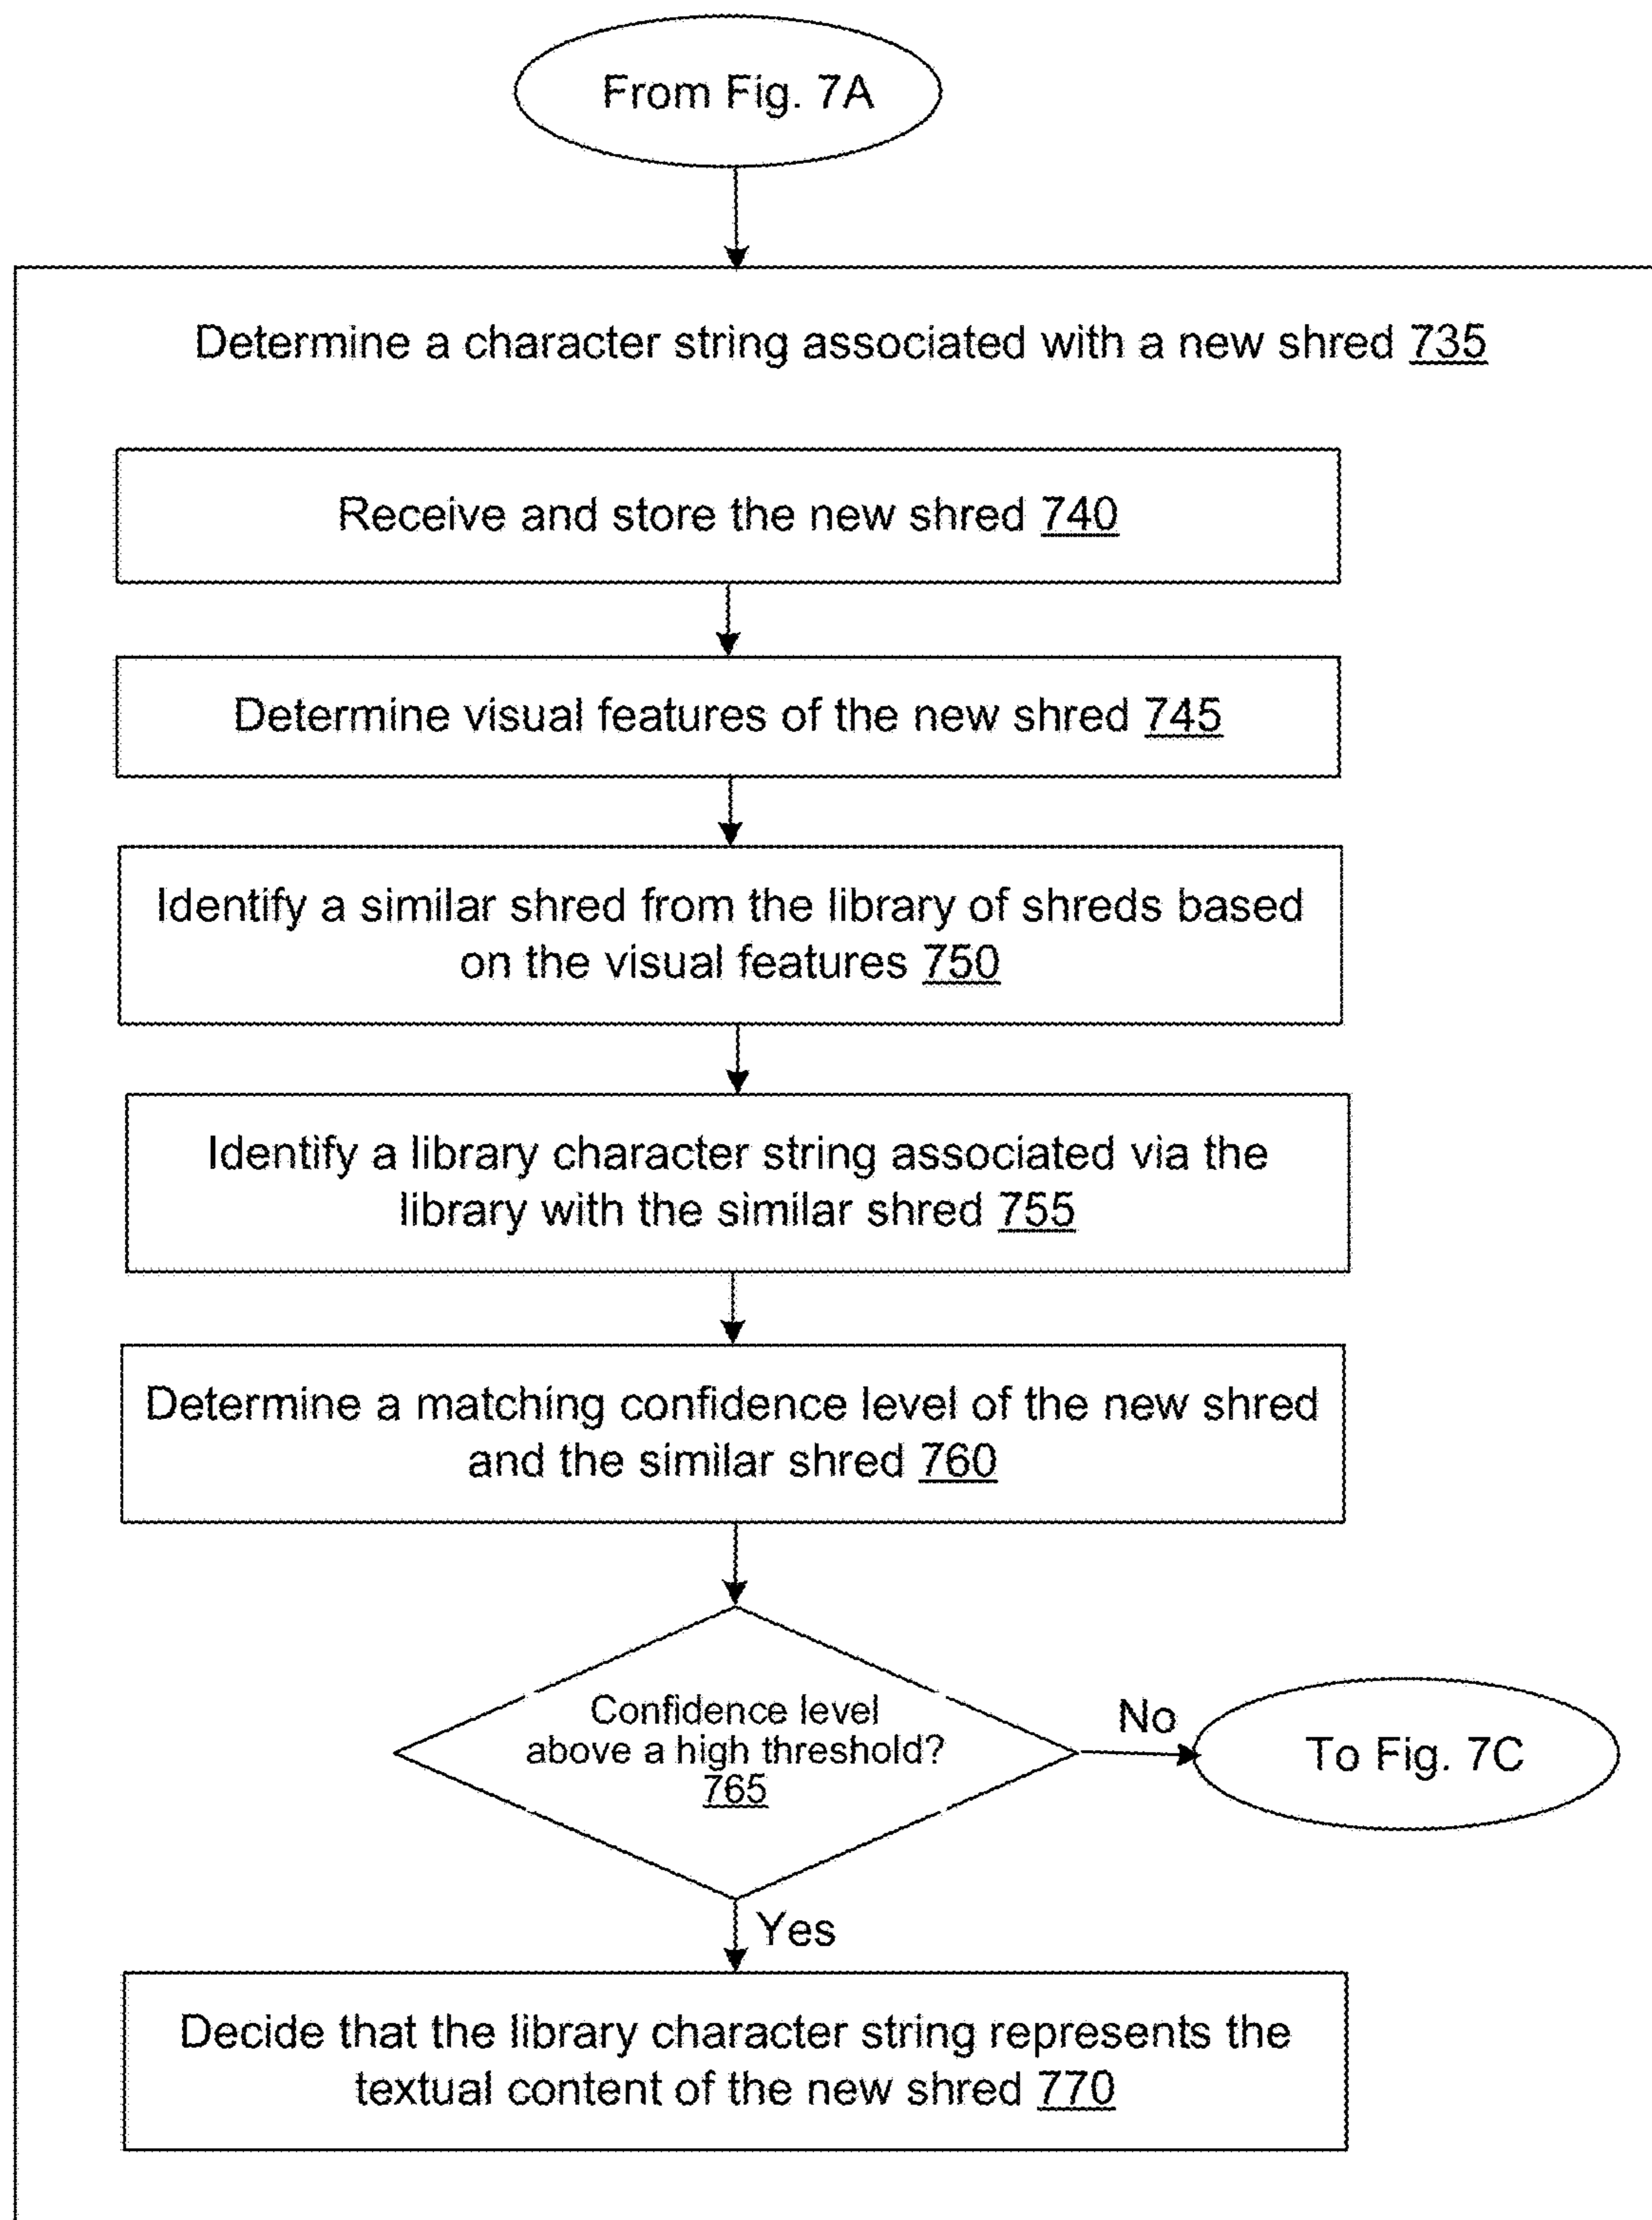 From Fig. 7A
Determine a character string associated with a new shred 735
Receive and store the new shred 740
Determine visual features of the new shred 745
Identify a similar shred from the library of shreds based
on the visual features 750
Identify a library character string associated via the
library with the similar shred 755
Determine a matching confidence level of the new shred
and the similar shred 760
Confidence level
above a high threshold?
765
No
To Fig. 7C
Yes
Decide that the library character string represents the
textual content of the new shred 770